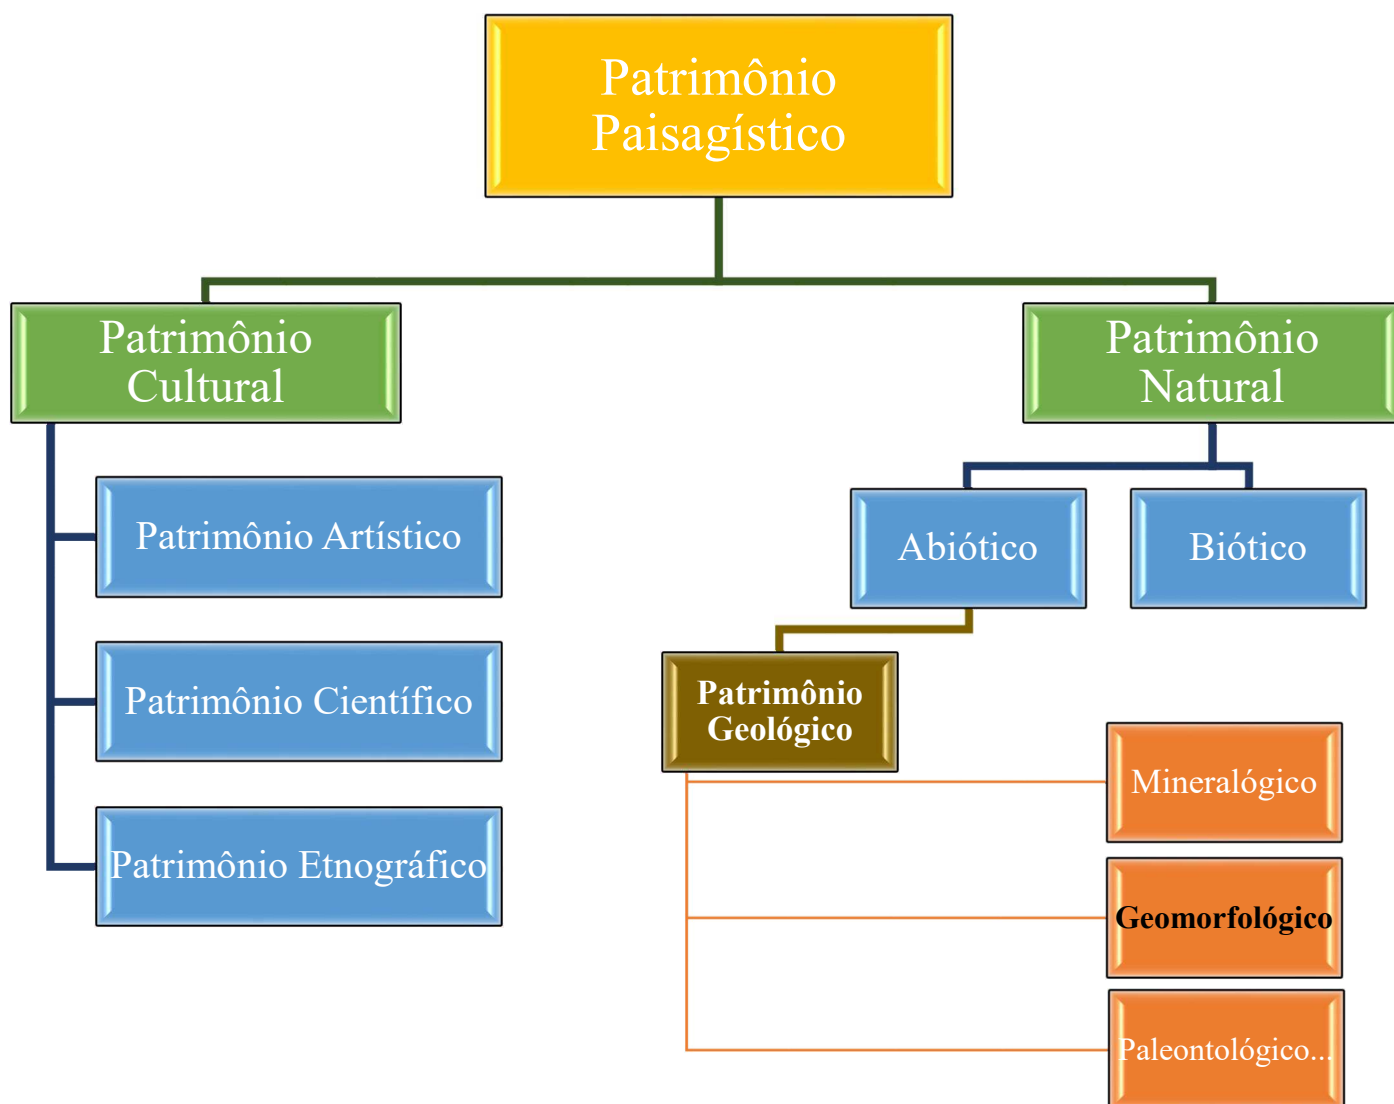 Patrimônio
Paisagístico
Patrimônio
Cultural
Patrimônio
Natural
Patrimônio Artístico
Abiótico
Biótico
Patrimônio Científico
Patrimônio
Geológico
Mineralógico
Patrimônio Etnográfico
Geomorfológico
Paleontológico...